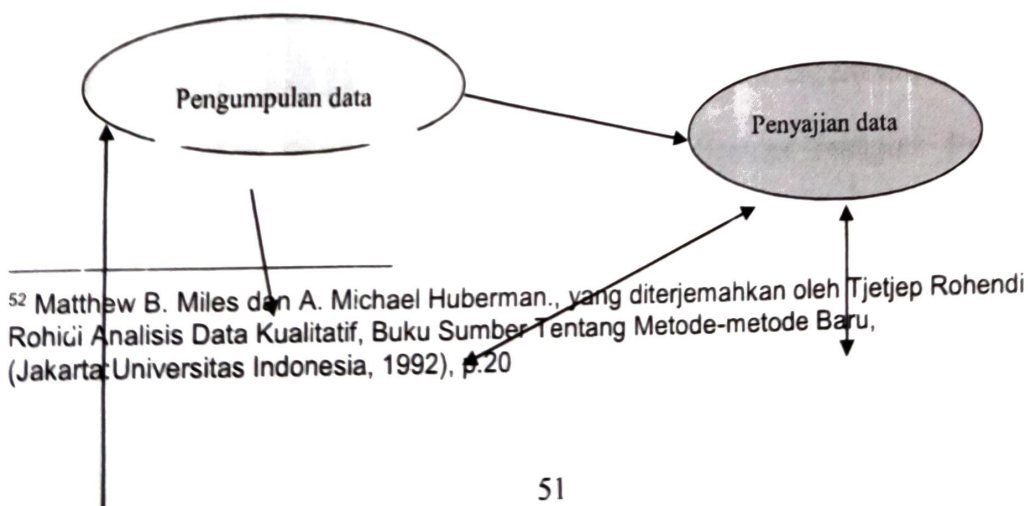 Pengumpulan data
Penyajian data
52 Matthew B. Miles dan A. Michael Huberman., yang diterjemahkan oleh Tjetjep Rohendi
Rohidi Analisis Data Kualitatif, Buku Sumber Tentang Metode-metode Baru,
(Jakarta:Universitas Indonesia, 1992), p.20
51